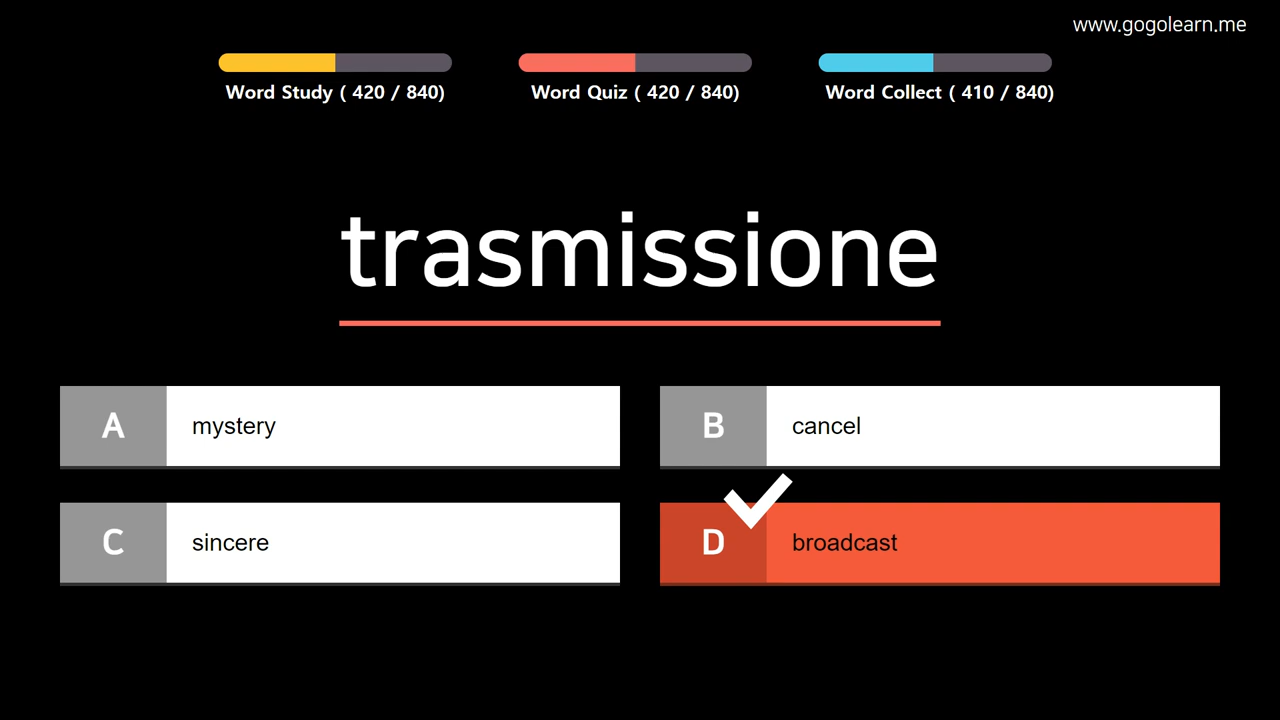 www.gogolearn.me
Word Study ( 420 / 840)
Word Quiz ( 420 / 840)
Word Collect ( 410 / 840)
trasmissione
A mystery
B cancel
C sincere
D broadcast